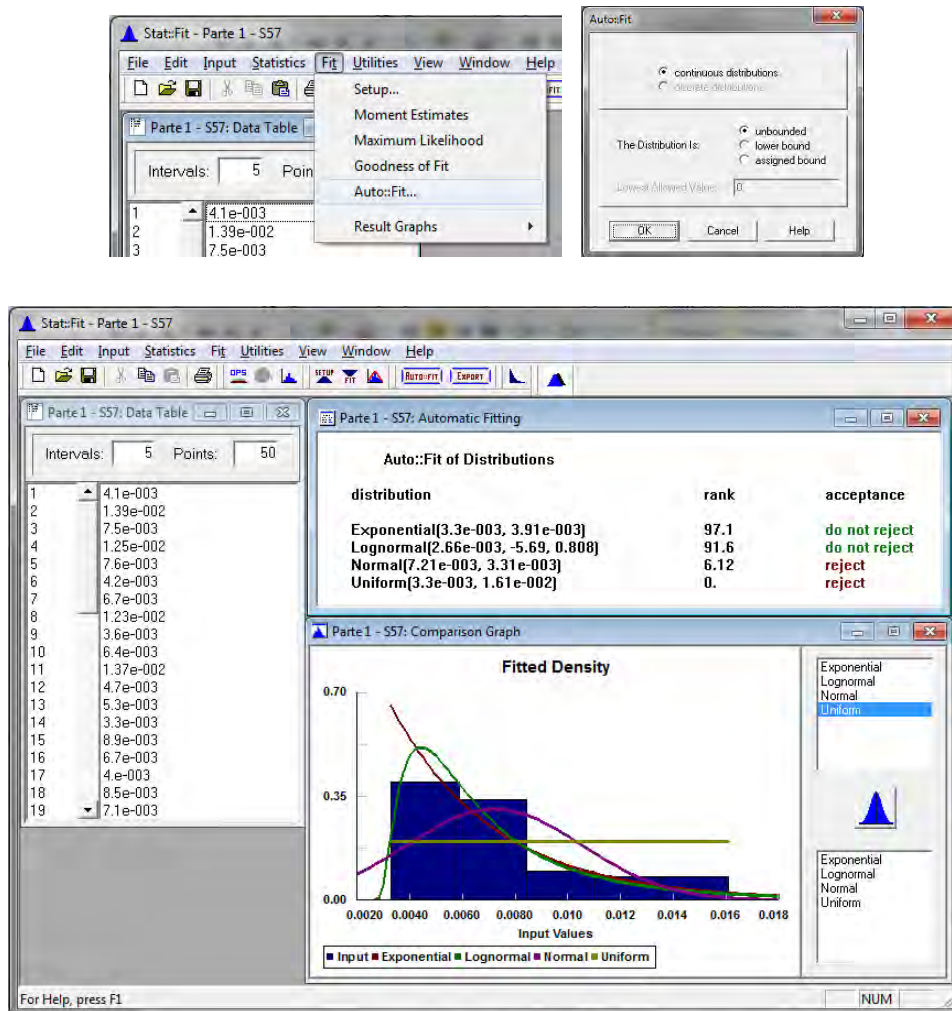 Stat::Fit - Parte 1 - S57
File Edit Input Statistics Fit Utilities View Window Help
FIT
Setup...
Moment Estimates
Maximum Likelihood
Goodness of Fit
Auto::Fit...
Result Graphs
Parte 1 - S57: Data Table
Intervals: 5 Poin
1 4.1e-003
2 1.39e-002
3 7.5e-003
Auto::Fit
continuous distributions
discrete distributions
The Distribution Is:
unbounded
lower bound
assigned bound
Lowest Allowed Value: 0.
OK Cancel Help
Stat::Fit - Parte 1 - S57
File Edit Input Statistics Fit Utilities View Window Help
OPS SETUP FIT AUTO::FIT EXPORT
Parte 1 - S57: Data Table
Intervals: 5 Points: 50
1 4.1e-003
2 1.39e-002
3 7.5e-003
4 1.25e-002
5 7.6e-003
6 4.2e-003
7 6.7e-003
8 1.23e-002
9 3.6e-003
10 6.4e-003
11 1.37e-002
12 4.7e-003
13 5.3e-003
14 3.3e-003
15 8.9e-003
16 6.7e-003
17 4.e-003
18 8.5e-003
19 7.1e-003
Parte 1 - S57: Automatic Fitting
Auto::Fit of Distributions
distribution rank acceptance
Exponential(3.3e-003, 3.91e-003) 97.1 do not reject
Lognormal(2.66e-003, -5.69, 0.808) 91.6 do not reject
Normal(7.21e-003, 3.31e-003) 6.12 reject
Uniform(3.3e-003, 1.61e-002) 0. reject
Parte 1 - S57: Comparison Graph
Fitted Density
0.70
0.35
0.00
0.0020 0.0040 0.0060 0.0080 0.010 0.012 0.014 0.016 0.018
Input Values
Input Exponential Lognormal Normal Uniform
Exponential
Lognormal
Normal
Uniform
Exponential
Lognormal
Normal
Uniform
For Help, press F1
NUM